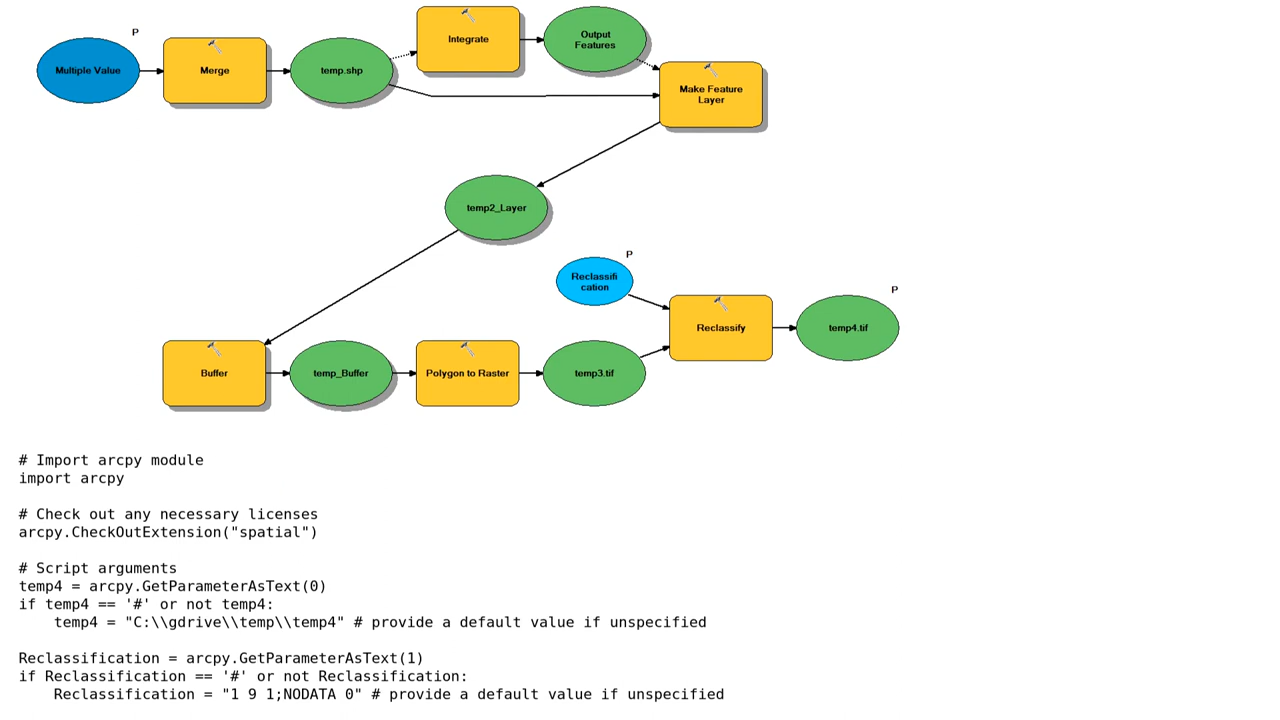 P
Multiple Value
Merge
temp.shp
Integrate
Output
Features
Make Feature
Layer
temp2_Layer
P
Reclassifi
cation
Reclassify
P
temp4.tif
Buffer
temp_Buffer
Polygon to Raster
temp3.tif
# Import arcpy module
import arcpy
# Check out any necessary licenses
arcpy.CheckOutExtension("spatial")
# Script arguments
temp4 = arcpy.GetParameterAsText(0)
if temp4 == '#' or not temp4:
    temp4 = "C:\\gdrive\\temp\\temp4" # provide a default value if unspecified
Reclassification = arcpy.GetParameterAsText(1)
if Reclassification == '#' or not Reclassification:
    Reclassification = "1 9 1;NODATA 0" # provide a default value if unspecified